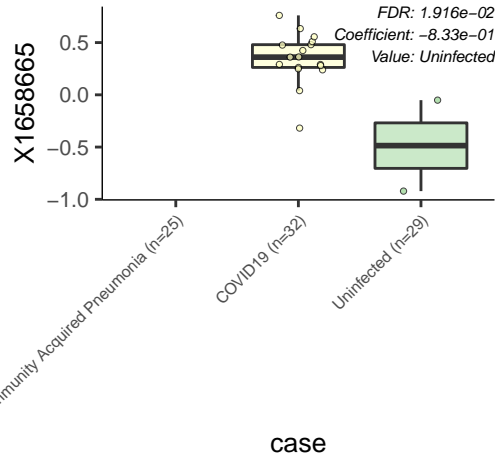 FDR: 1.916e−02
Coefficient: −8.33e−01
Value: Uninfected
X1658665
0.5
0.0
−0.5
−1.0
Acquired Pneumonia (n=25)
COVID19 (n=32)
Uninfected (n=29)
case